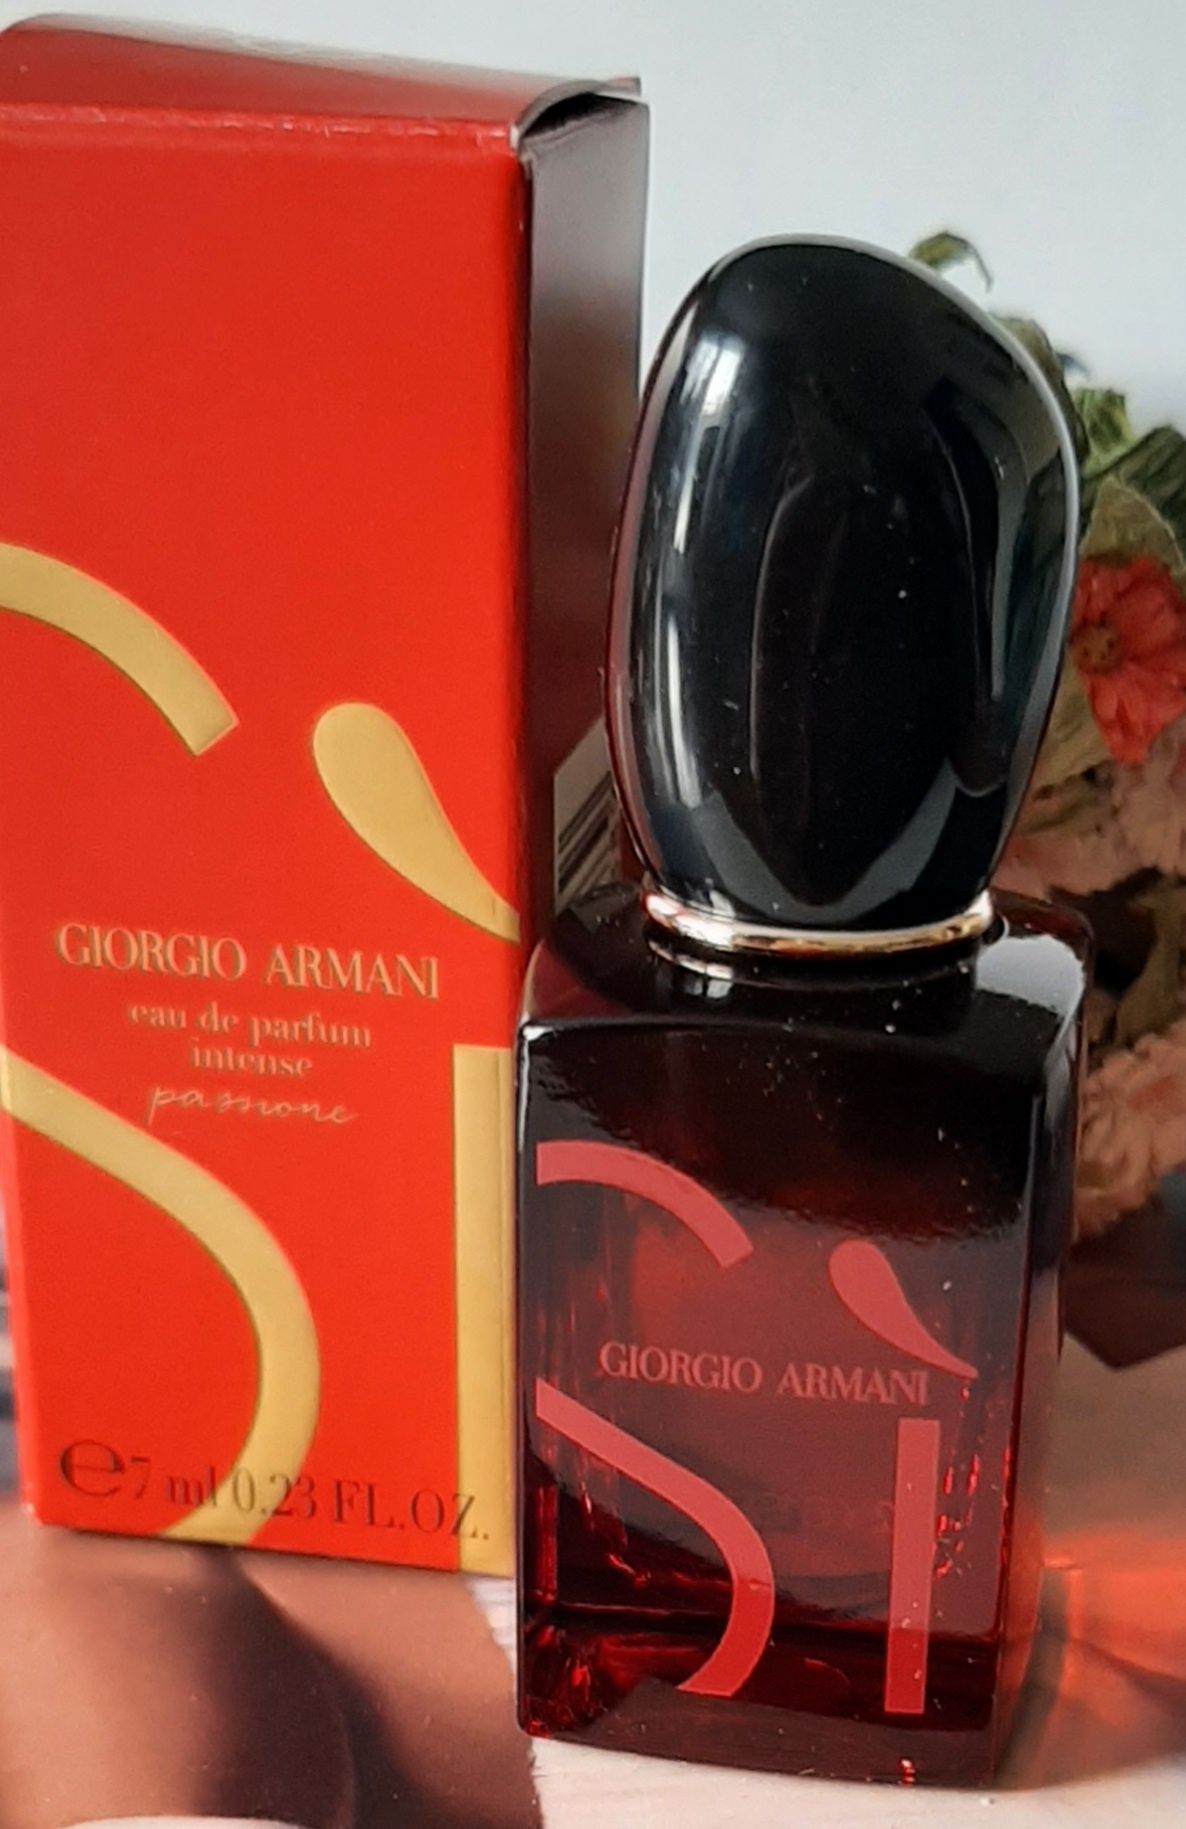 SÌ
GIORGIO ARMANI
eau de parfum
intense
passione
℮ 7 ml 0.23 FL.OZ.
SÌ
GIORGIO ARMANI